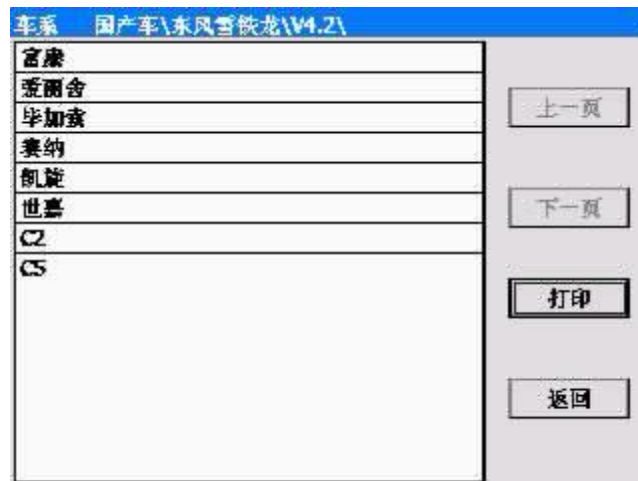 车系 国产车\东风雪铁龙\V4.2\
富康
爱丽舍
毕加索
赛纳
凯旋
世嘉
C2
C5
上一页
下一页
打印
返回